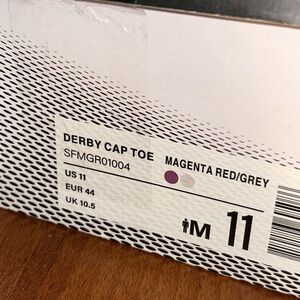 DERBY CAP TOE MAGENTA RED/GREY
SFMGR01004
US 11
EUR 44
UK 10.5
M 11